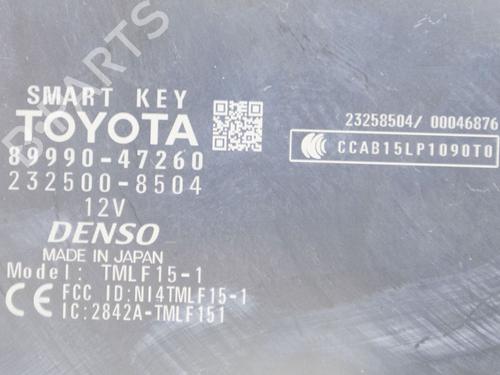 SMART KEY
TOYOTA
89990-47260
232500-8504
12V
DENSO
MADE IN JAPAN
Model: TMLF15-1
CE FCC ID:NI4TMLF15-1
IC:2842A-TMLF151
23258504/ 00046876
CCAB15LP1090T0